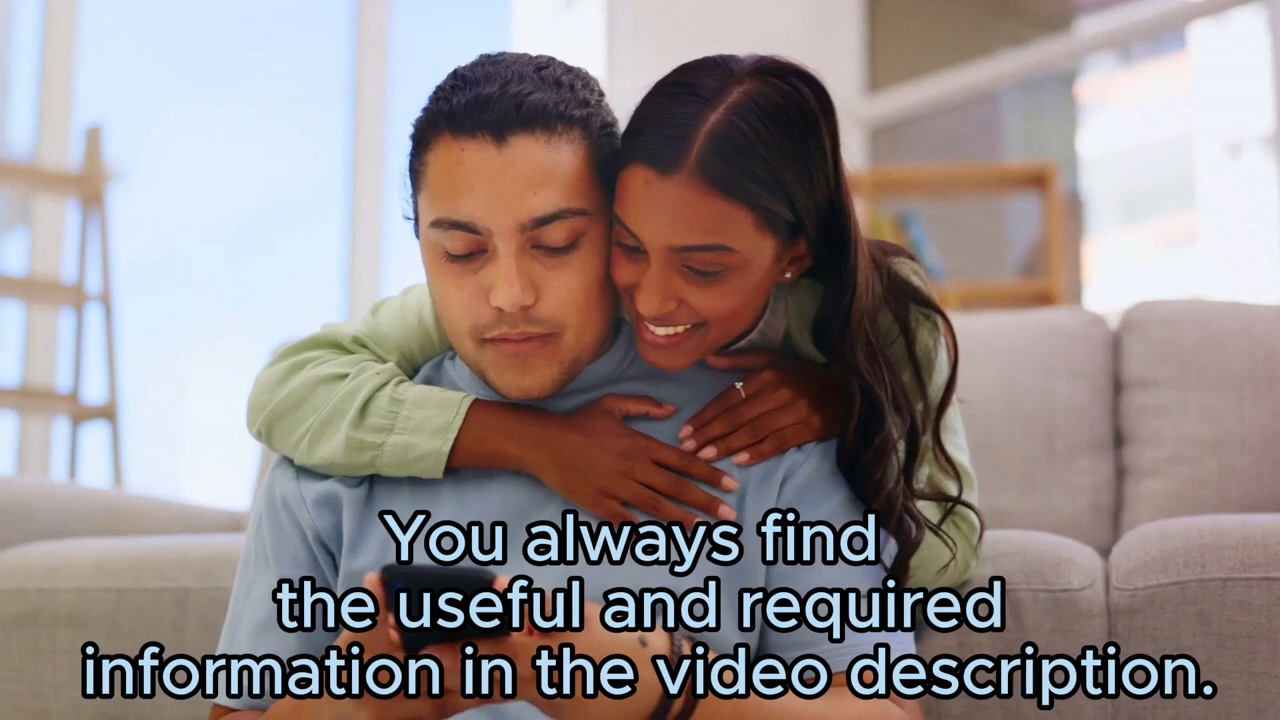 You always find
the useful and required
information in the video description.